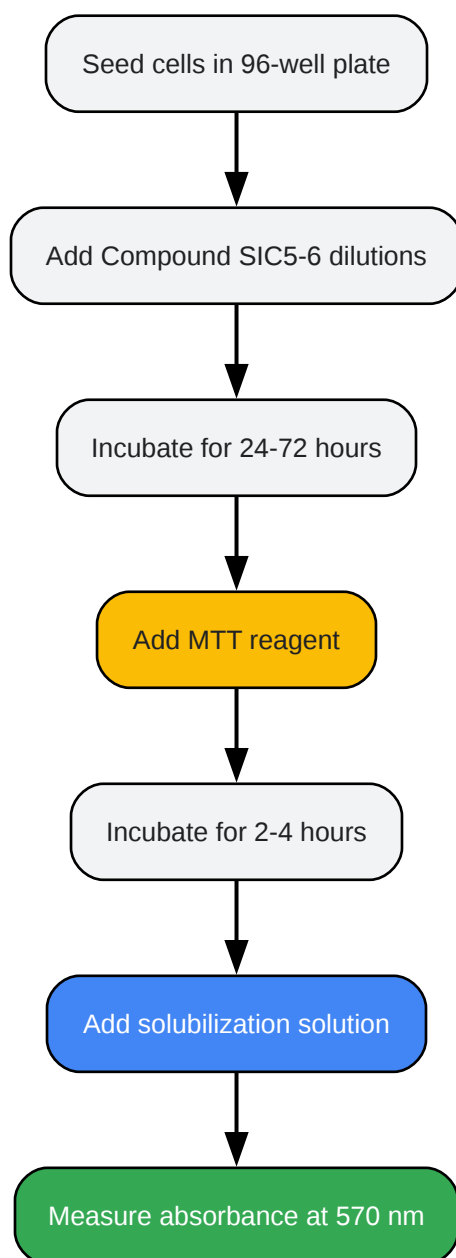 Seed cells in 96-well plate
Add Compound SIC5-6 dilutions
Incubate for 24-72 hours
Add MTT reagent
Incubate for 2-4 hours
Add solubilization solution
Measure absorbance at 570 nm